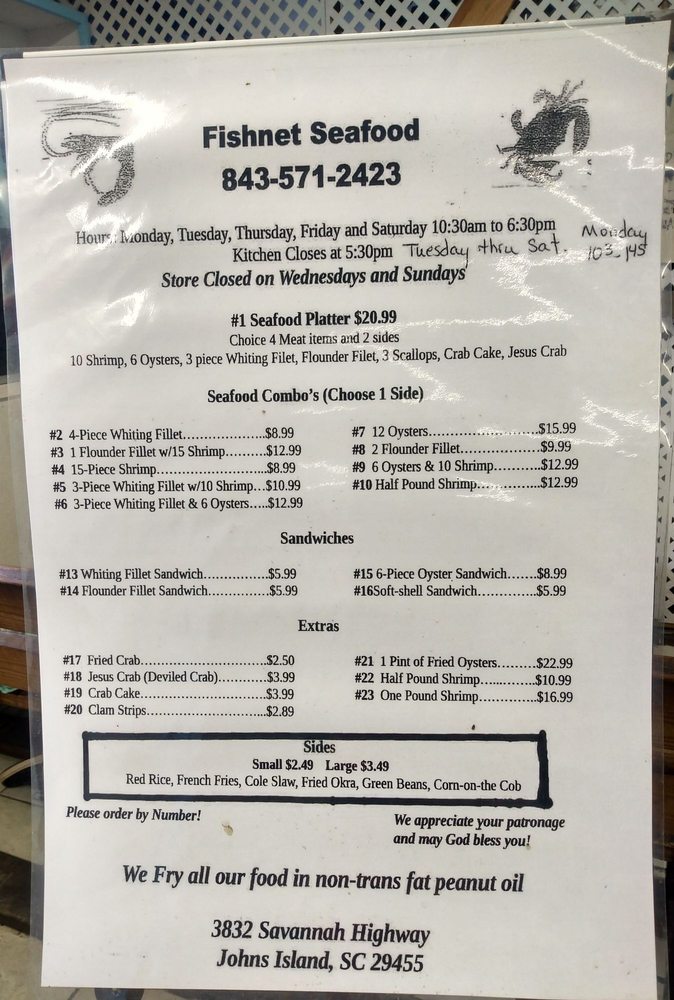 Fishnet Seafood
843-571-2423
Hours: Monday, Tuesday, Thursday, Friday and Saturday 10:30am to 6:30pm
Kitchen Closes at 5:30pm Tuesday thru Sat.
Monday
103-145
Store Closed on Wednesdays and Sundays
#1 Seafood Platter $20.99
Choice 4 Meat items and 2 sides
10 Shrimp, 6 Oysters, 3 piece Whiting Filet, Flounder Filet, 3 Scallops, Crab Cake, Jesus Crab
Seafood Combo's (Choose 1 Side)
#2 4-Piece Whiting Fillet....................$8.99
#3 1 Flounder Fillet w/15 Shrimp..........$12.99
#4 15-Piece Shrimp...........................$8.99
#5 3-Piece Whiting Fillet w/10 Shrimp...$10.99
#6 3-Piece Whiting Fillet & 6 Oysters.....$12.99
#7 12 Oysters...........................$15.99
#8 2 Flounder Fillet....................$9.99
#9 6 Oysters & 10 Shrimp...........$12.99
#10 Half Pound Shrimp...............$12.99
Sandwiches
#13 Whiting Fillet Sandwich...............$5.99
#14 Flounder Fillet Sandwich..............$5.99
#15 6-Piece Oyster Sandwich.......$8.99
#16Soft-shell Sandwich...............$5.99
Extras
#17 Fried Crab..............................$2.50
#18 Jesus Crab (Deviled Crab)............$3.99
#19 Crab Cake..............................$3.99
#20 Clam Strips.............................$2.89
#21 1 Pint of Fried Oysters.........$22.99
#22 Half Pound Shrimp.............$10.99
#23 One Pound Shrimp.............$16.99
Sides
Small $2.49 Large $3.49
Red Rice, French Fries, Cole Slaw, Fried Okra, Green Beans, Corn-on-the Cob
Please order by Number!
We appreciate your patronage
and may God bless you!
We Fry all our food in non-trans fat peanut oil
3832 Savannah Highway
Johns Island, SC 29455